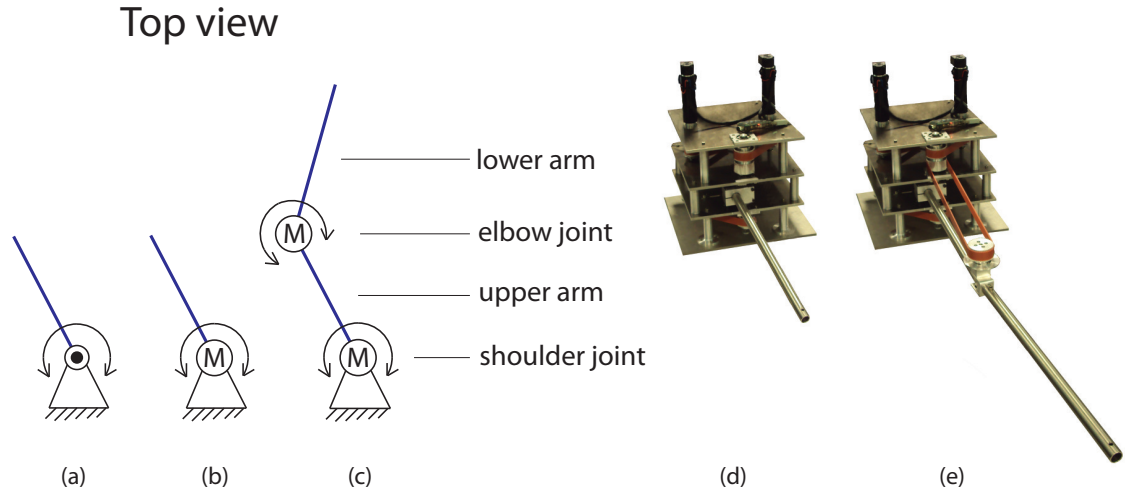 Top view
lower arm
M
elbow joint
upper arm
M
M
shoulder joint
(a)
(b)
(c)
(d)
(e)